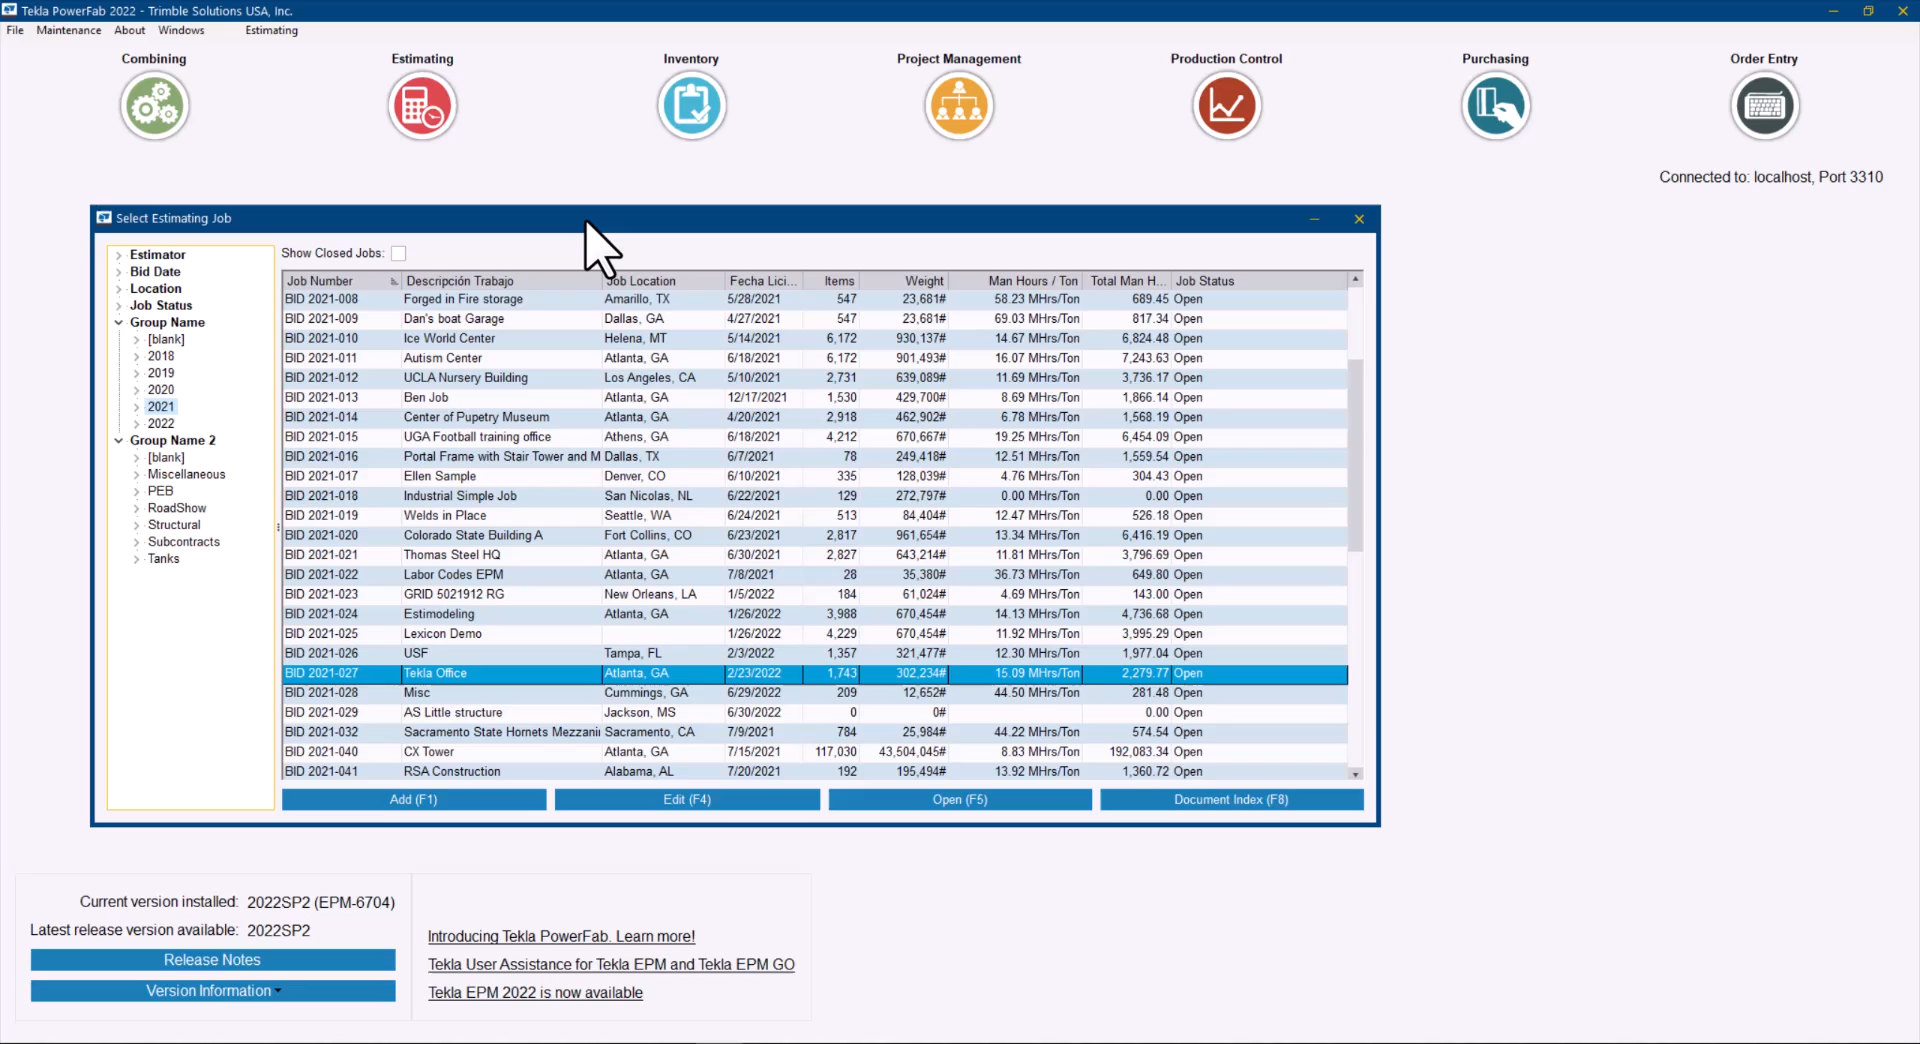 Tekla PowerFab 2022 - Trimble Solutions USA, Inc.
File Maintenance About Windows Estimating
Combining Estimating Inventory Project Management Production Control Purchasing Order Entry
Connected to: localhost, Port 3310
Select Estimating Job
Show Closed Jobs:
Estimator
Bid Date
Location
Job Status
Group Name
[blank]
2018
2019
2020
2021
2022
Group Name 2
[blank]
Miscellaneous
PEB
RoadShow
Structural
Subcontracts
Tanks
Job Number Descripción Trabajo Job Location Fecha Lici... Items Weight Man Hours / Ton Total Man H... Job Status
BID 2021-008 Forged in Fire storage Amarillo, TX 5/28/2021 547 23,681# 58.23 MHrs/Ton 689.45 Open
BID 2021-009 Dan's boat Garage Dallas, GA 4/27/2021 547 23,681# 69.03 MHrs/Ton 817.34 Open
BID 2021-010 Ice World Center Helena, MT 5/14/2021 6,172 930,137# 14.67 MHrs/Ton 6,824.48 Open
BID 2021-011 Autism Center Atlanta, GA 6/18/2021 6,172 901,493# 16.07 MHrs/Ton 7,243.63 Open
BID 2021-012 UCLA Nursery Building Los Angeles, CA 5/10/2021 2,731 639,089# 11.69 MHrs/Ton 3,736.17 Open
BID 2021-013 Ben Job Atlanta, GA 12/17/2021 1,530 429,700# 8.69 MHrs/Ton 1,866.14 Open
BID 2021-014 Center of Pupetry Museum Atlanta, GA 4/20/2021 2,918 462,902# 6.78 MHrs/Ton 1,568.19 Open
BID 2021-015 UGA Football training office Athens, GA 6/18/2021 4,212 670,667# 19.25 MHrs/Ton 6,454.09 Open
BID 2021-016 Portal Frame with Stair Tower and M Dallas, TX 6/7/2021 78 249,418# 12.51 MHrs/Ton 1,559.54 Open
BID 2021-017 Ellen Sample Denver, CO 6/10/2021 335 128,039# 4.76 MHrs/Ton 304.43 Open
BID 2021-018 Industrial Simple Job San Nicolas, NL 6/22/2021 129 272,797# 0.00 MHrs/Ton 0.00 Open
BID 2021-019 Welds in Place Seattle, WA 6/24/2021 513 84,404# 12.47 MHrs/Ton 526.18 Open
BID 2021-020 Colorado State Building A Fort Collins, CO 6/23/2021 2,817 961,654# 13.34 MHrs/Ton 6,416.19 Open
BID 2021-021 Thomas Steel HQ Atlanta, GA 6/30/2021 2,827 643,214# 11.81 MHrs/Ton 3,796.69 Open
BID 2021-022 Labor Codes EPM Atlanta, GA 7/8/2021 28 35,380# 36.73 MHrs/Ton 649.80 Open
BID 2021-023 GRID 5021912 RG New Orleans, LA 1/5/2022 184 61,024# 4.69 MHrs/Ton 143.00 Open
BID 2021-024 Estimodeling Atlanta, GA 1/26/2022 3,988 670,454# 14.13 MHrs/Ton 4,736.68 Open
BID 2021-025 Lexicon Demo 1/26/2022 4,229 670,454# 11.92 MHrs/Ton 3,995.29 Open
BID 2021-026 USF Tampa, FL 2/3/2022 1,357 321,477# 12.30 MHrs/Ton 1,977.04 Open
BID 2021-027 Tekla Office Atlanta, GA 2/23/2022 1,743 302,234# 15.09 MHrs/Ton 2,279.77 Open
BID 2021-028 Misc Cummings, GA 6/29/2022 209 12,652# 44.50 MHrs/Ton 281.48 Open
BID 2021-029 AS Little structure Jackson, MS 6/30/2022 0 0# 0.00 Open
BID 2021-032 Sacramento State Hornets Mezzani Sacramento, CA 7/9/2021 784 25,984# 44.22 MHrs/Ton 574.54 Open
BID 2021-040 CX Tower Atlanta, GA 7/15/2021 117,030 43,504,045# 8.83 MHrs/Ton 192,083.34 Open
BID 2021-041 RSA Construction Alabama, AL 7/20/2021 192 195,494# 13.92 MHrs/Ton 1,360.72 Open
Add (F1) Edit (F4) Open (F5) Document Index (F8)
Current version installed: 2022SP2 (EPM-6704)
Latest release version available: 2022SP2
Release Notes
Version Information
Introducing Tekla PowerFab. Learn more!
Tekla User Assistance for Tekla EPM and Tekla EPM GO
Tekla EPM 2022 is now available